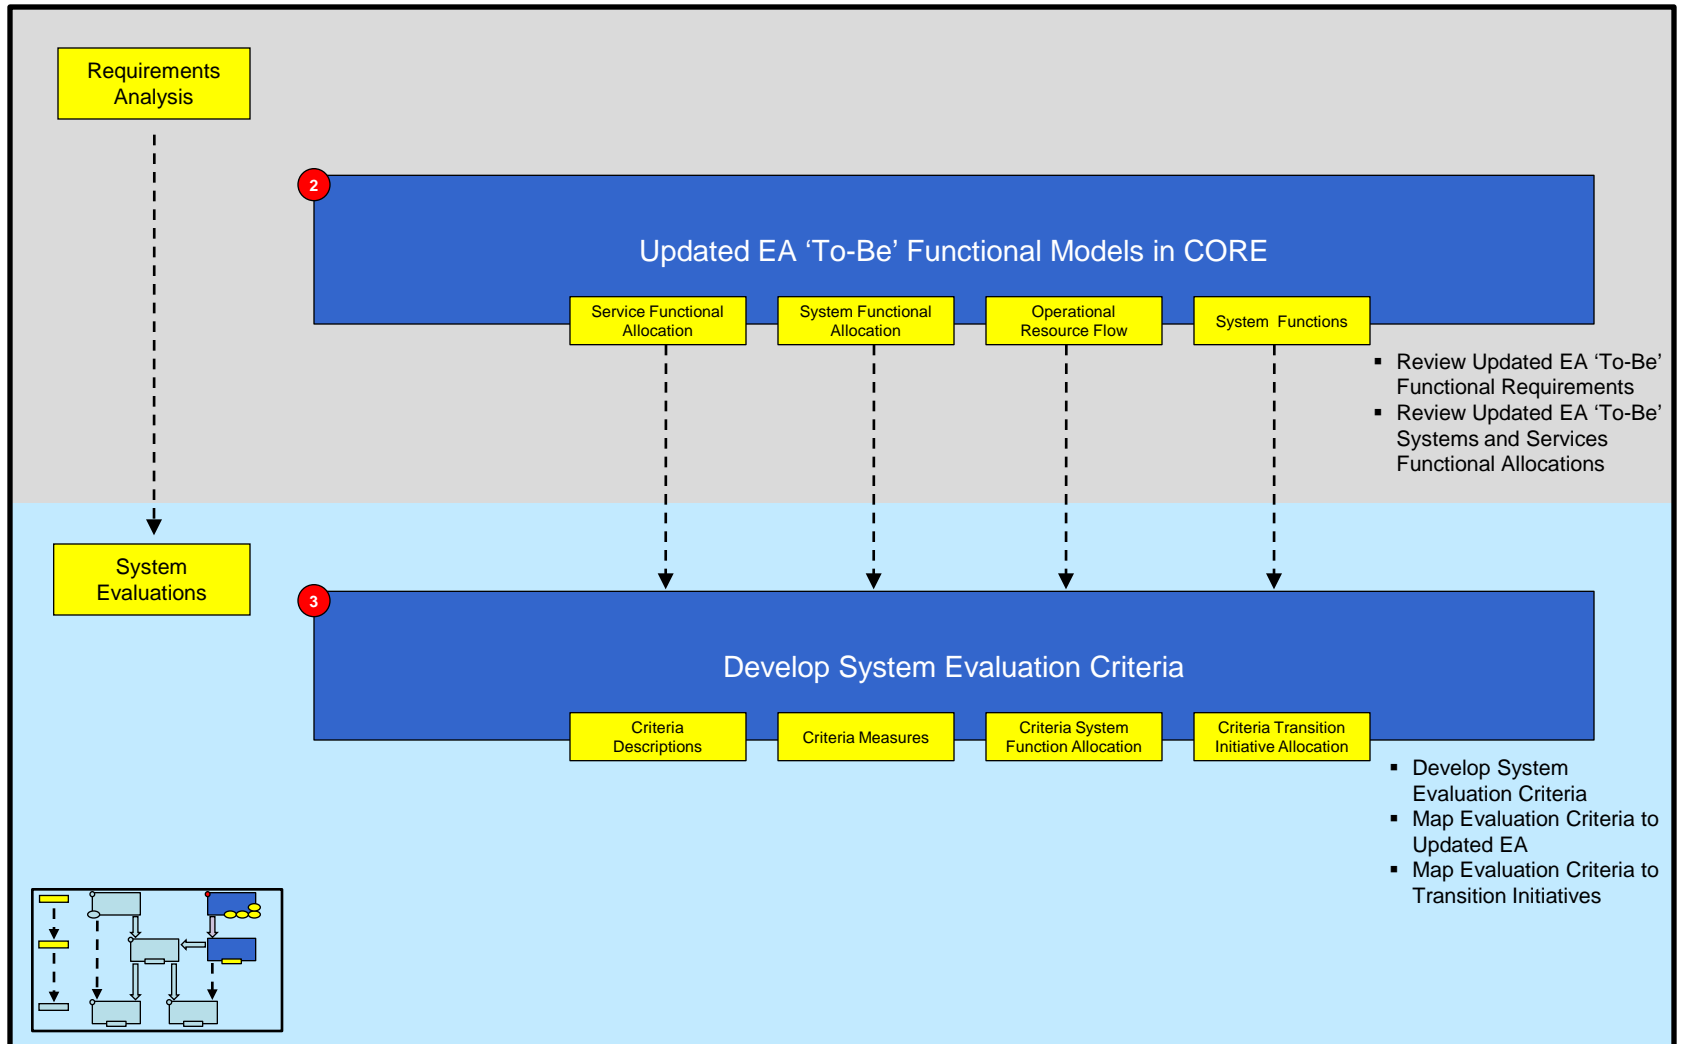 Requirements
Analysis
2
Updated EA ‘To-Be’ Functional Models in CORE
Service Functional
Allocation
System Functional
Allocation
Operational
Resource Flow
System Functions
▪ Review Updated EA ‘To-Be’
Functional Requirements
▪ Review Updated EA ‘To-Be’
Systems and Services
Functional Allocations
System
Evaluations
3
Develop System Evaluation Criteria
Criteria
Descriptions
Criteria Measures
Criteria System
Function Allocation
Criteria Transition
Initiative Allocation
▪ Develop System
Evaluation Criteria
▪ Map Evaluation Criteria to
Updated EA
▪ Map Evaluation Criteria to
Transition Initiatives